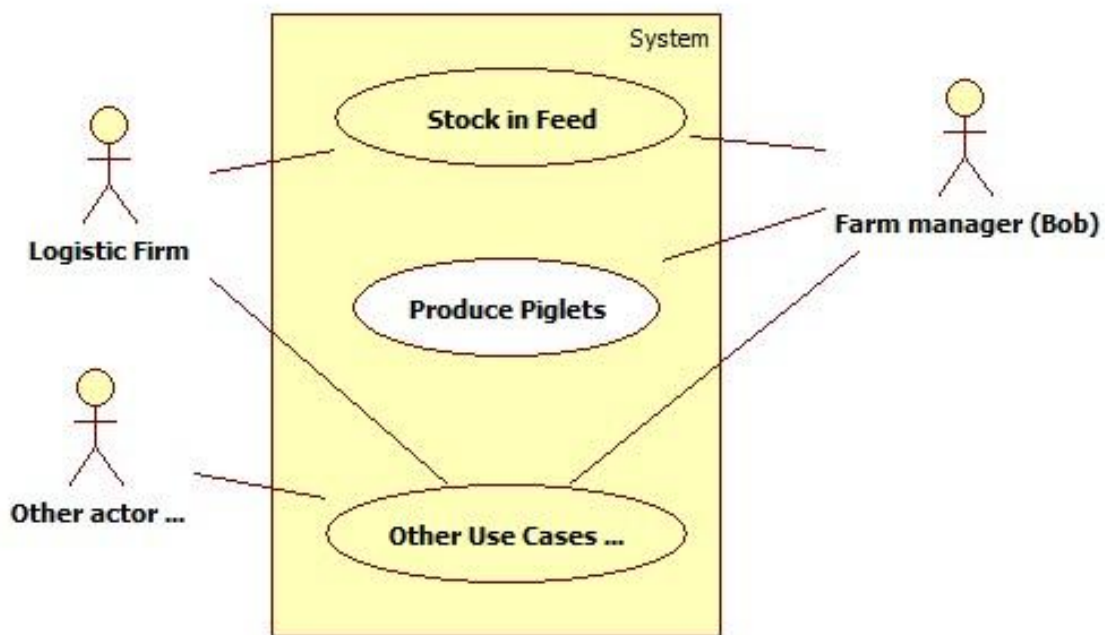 System
Stock in Feed
Logistic Firm
Farm manager (Bob)
Produce Piglets
Other actor ...
Other Use Cases ...